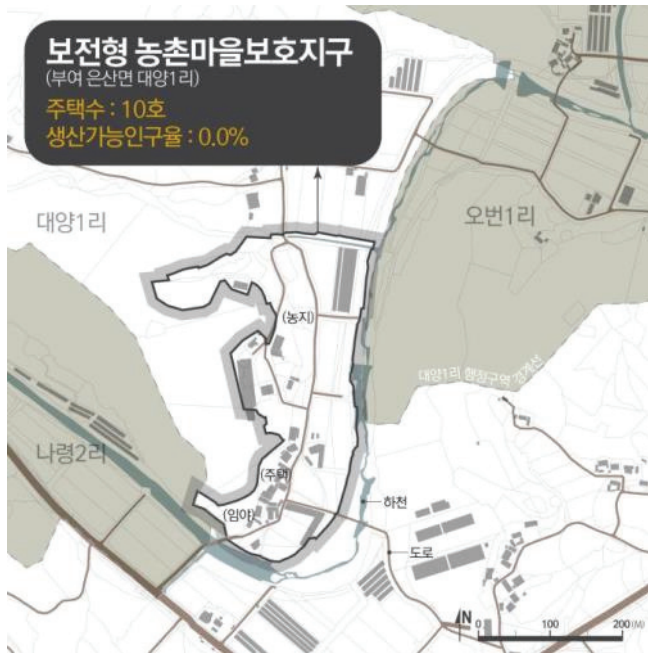 보전형 농촌마을보호지구
(부여 은산면 대양1리)
주택수 : 10호
생산가능인구율 : 0.0%
대양1리
오번1리
(농지)
대양1리 행정구역 경계선
나령2리
(주택)
(임야)
하천
도로
N
0 100 200(M)